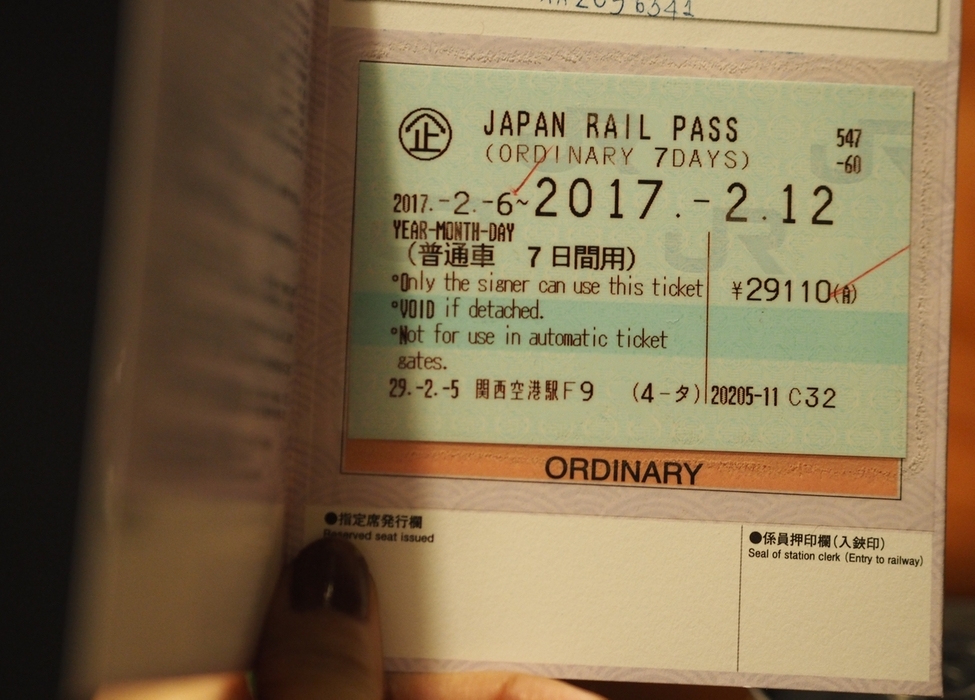 企 JAPAN RAIL PASS 547
(ORDINARY 7DAYS) -60
2017.-2.-6~2017.-2.12
YEAR-MONTH-DAY
(普通車 7日間用)
°Only the signer can use this ticket ¥29110(A)
°VOID if detached.
°Not for use in automatic ticket
gates.
29.-2.-5 関西空港駅F9 (4-タ) 20205-11 C32
ORDINARY
●指定席発行欄
Reserved seat issued
●係員押印欄(入鋏印)
Seal of station clerk (Entry to railway)